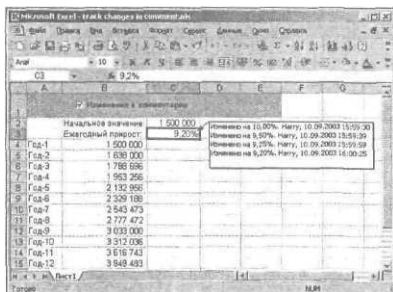 Microsoft Excel - track changes in comments.xls
Файл Правка Вид Вставка Формат Сервис Данные Окно Справка
Arial 10
C3 9,2%
A B C D E F G
1 Изменения в комментарии
2 Начальное значение 1 500 000
3 Ежегодный прирост: 9,20%
Изменено на 10,00%. Harry, 10.09.2003 15:59:30
Изменено на 9,50%. Harry, 10.09.2003 15:59:39
Изменено на 9,25%. Harry, 10.09.2003 15:59:59
Изменено на 9,20%. Harry, 10.09.2003 16:00:25
4 Год-1 1 500 000
5 Год-2 1 638 000
6 Год-3 1 788 696
7 Год-4 1 953 256
8 Год-5 2 132 956
9 Год-6 2 329 188
10 Год-7 2 543 473
11 Год-8 2 777 472
12 Год-9 3 033 000
13 Год-10 3 312 036
14 Год-11 3 616 743
15 Год-12 3 949 483
Лист1
Готово NUM